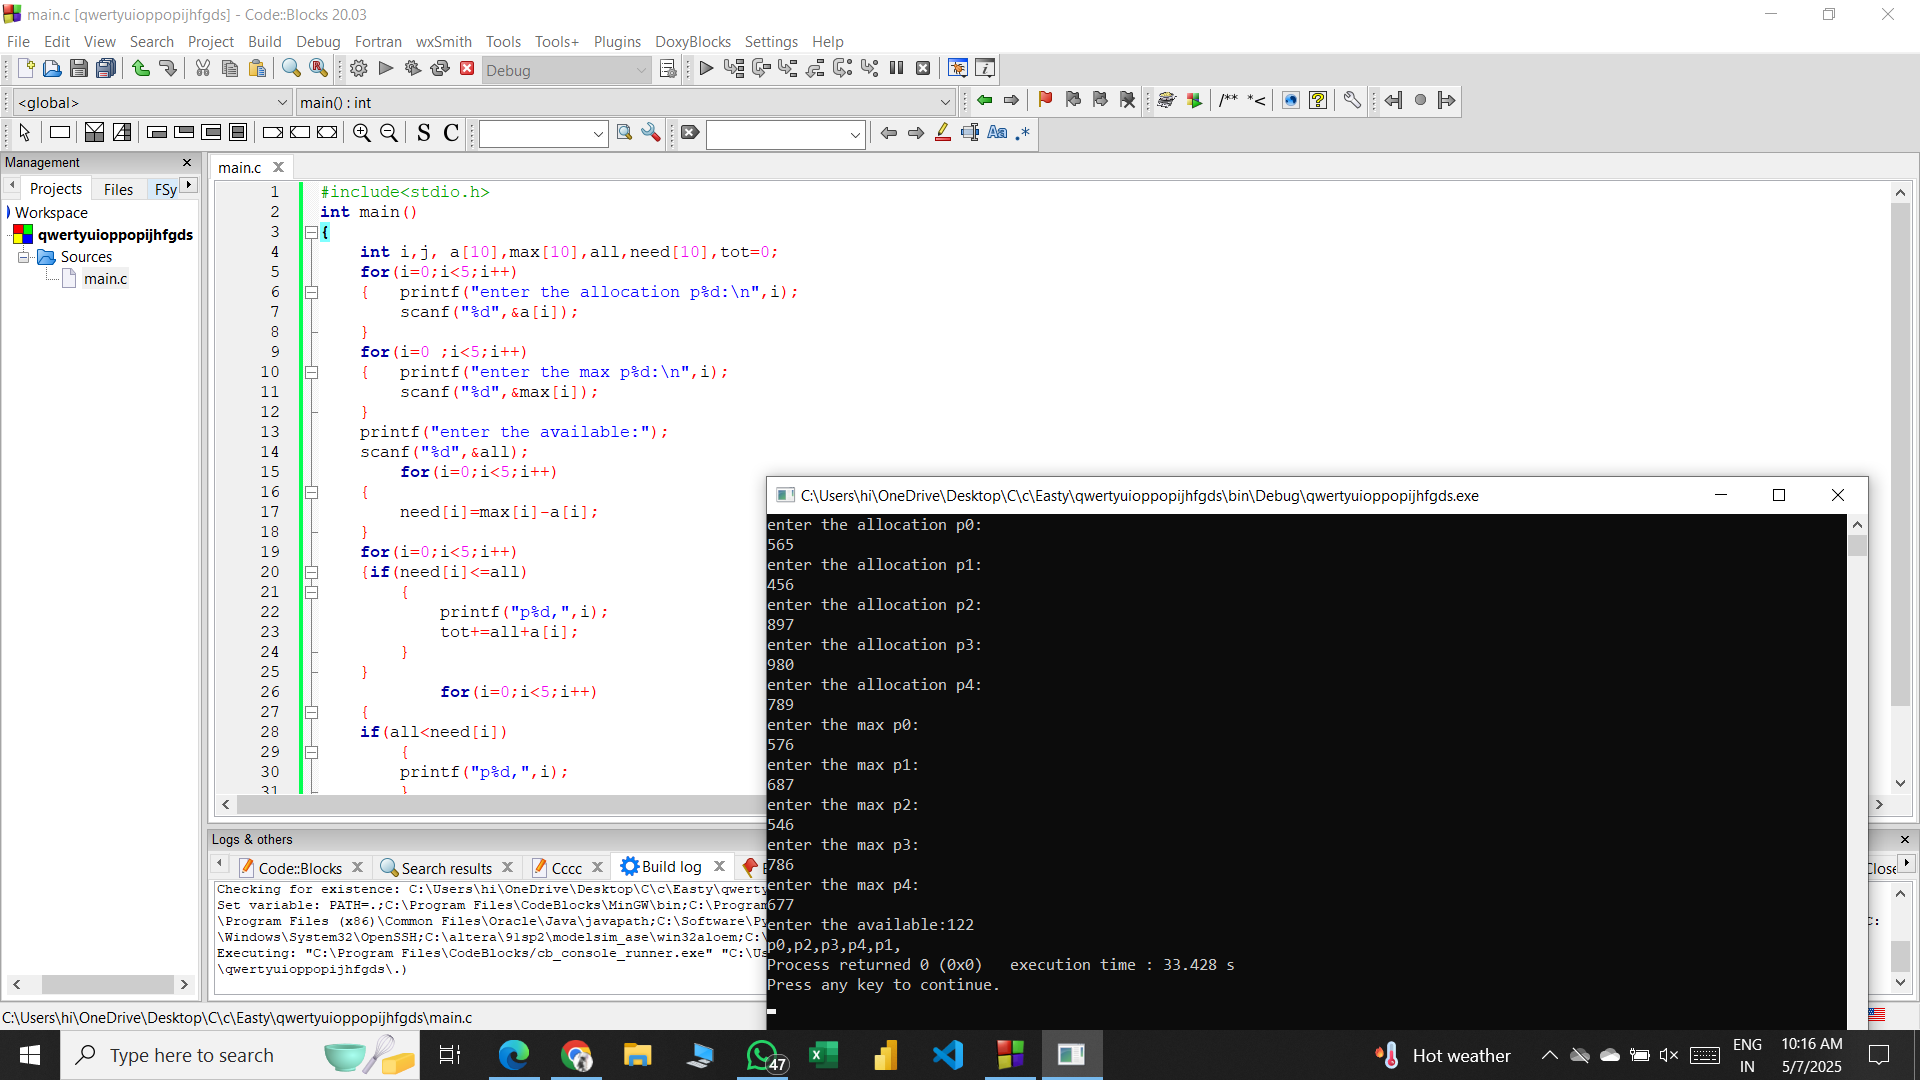 main.c [qwertyuioppopijhfgds] - Code::Blocks 20.03
File Edit View Search Project Build Debug Fortran wxSmith Tools Tools+ Plugins DoxyBlocks Settings Help
Debug
<global> main() : int
/** *<
S C
Aa .*
Management
Projects Files FSy
Workspace
qwertyuioppopijhfgds
Sources
main.c
main.c
1 #include<stdio.h>
2 int main()
3 {
4 int i,j, a[10],max[10],all,need[10],tot=0;
5 for(i=0;i<5;i++)
6 { printf("enter the allocation p%d:\n",i);
7 scanf("%d",&a[i]);
8 }
9 for(i=0 ;i<5;i++)
10 { printf("enter the max p%d:\n",i);
11 scanf("%d",&max[i]);
12 }
13 printf("enter the available:");
14 scanf("%d",&all);
15 for(i=0;i<5;i++)
16 {
17 need[i]=max[i]-a[i];
18 }
19 for(i=0;i<5;i++)
20 {if(need[i]<=all)
21 {
22 printf("p%d,",i);
23 tot+=all+a[i];
24 }
25 }
26 for(i=0;i<5;i++)
27 {
28 if(all<need[i])
29 {
30 printf("p%d,",i);
31 }
C:\Users\hi\OneDrive\Desktop\C\c\Easty\qwertyuioppopijhfgds\bin\Debug\qwertyuioppopijhfgds.exe
enter the allocation p0:
565
enter the allocation p1:
456
enter the allocation p2:
897
enter the allocation p3:
980
enter the allocation p4:
789
enter the max p0:
576
enter the max p1:
687
enter the max p2:
546
enter the max p3:
786
enter the max p4:
677
enter the available:122
p0,p2,p3,p4,p1,
Process returned 0 (0x0) execution time : 33.428 s
Press any key to continue.
Logs & others
Code::Blocks Search results Cccc Build log
Close
Checking for existence: C:\Users\hi\OneDrive\Desktop\C\c\Easty\qwerty
Set variable: PATH=.;C:\Program Files\CodeBlocks\MinGW\bin;C:\Program
\Program Files (x86)\Common Files\Oracle\Java\javapath;C:\Software\Py
C:
\Windows\System32\OpenSSH;C:\altera\91sp2\modelsim_ase\win32aloem;C:\
Executing: "C:\Program Files\CodeBlocks/cb_console_runner.exe" "C:\Us
\qwertyuioppopijhfgds\.)
C:\Users\hi\OneDrive\Desktop\C\c\Easty\qwertyuioppopijhfgds\main.c
Type here to search
47
Hot weather
ENG
IN
10:16 AM
5/7/2025